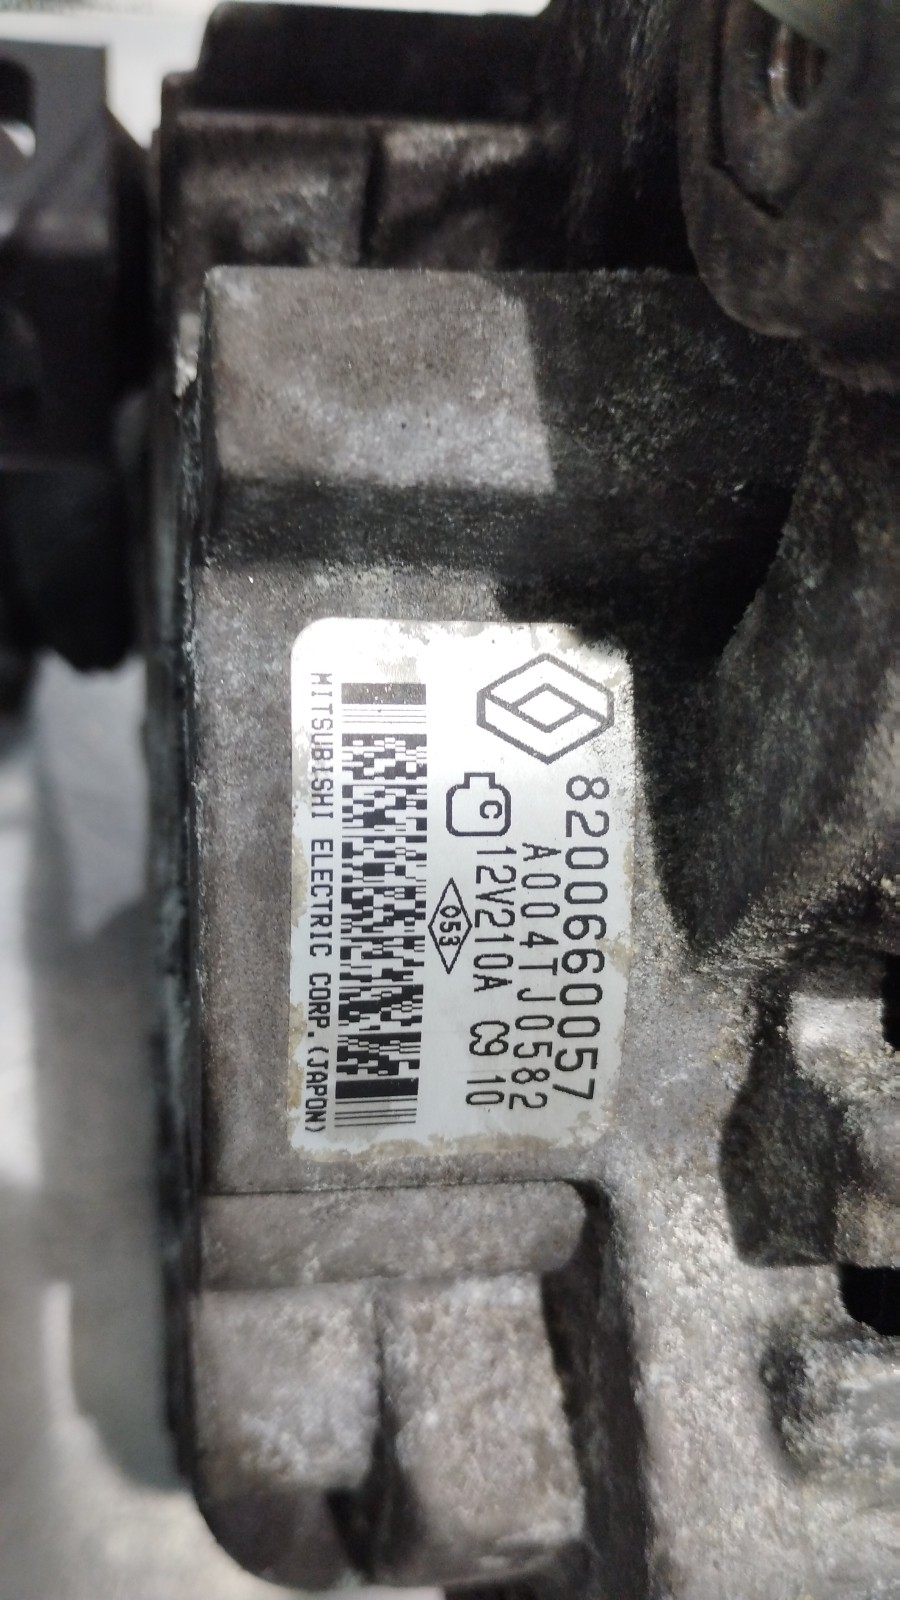 8200660057
A004TJ0582
C 12V210A C9 10
053
MITSUBISHI ELECTRIC CORP.(JAPON)